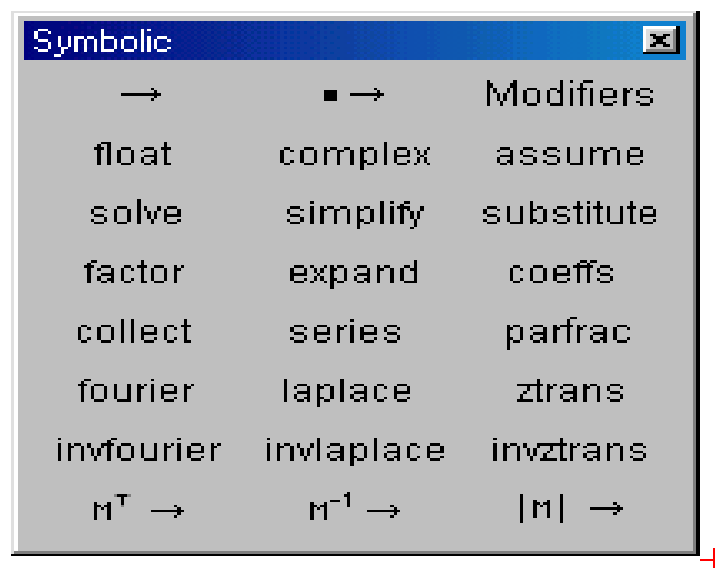 Symbolic
→ ▪ → Modifiers
float complex assume
solve simplify substitute
factor expand coeffs
collect series parfrac
fourier laplace ztrans
invfourier invlaplace invztrans
Mᵀ → M⁻¹ → |M| →